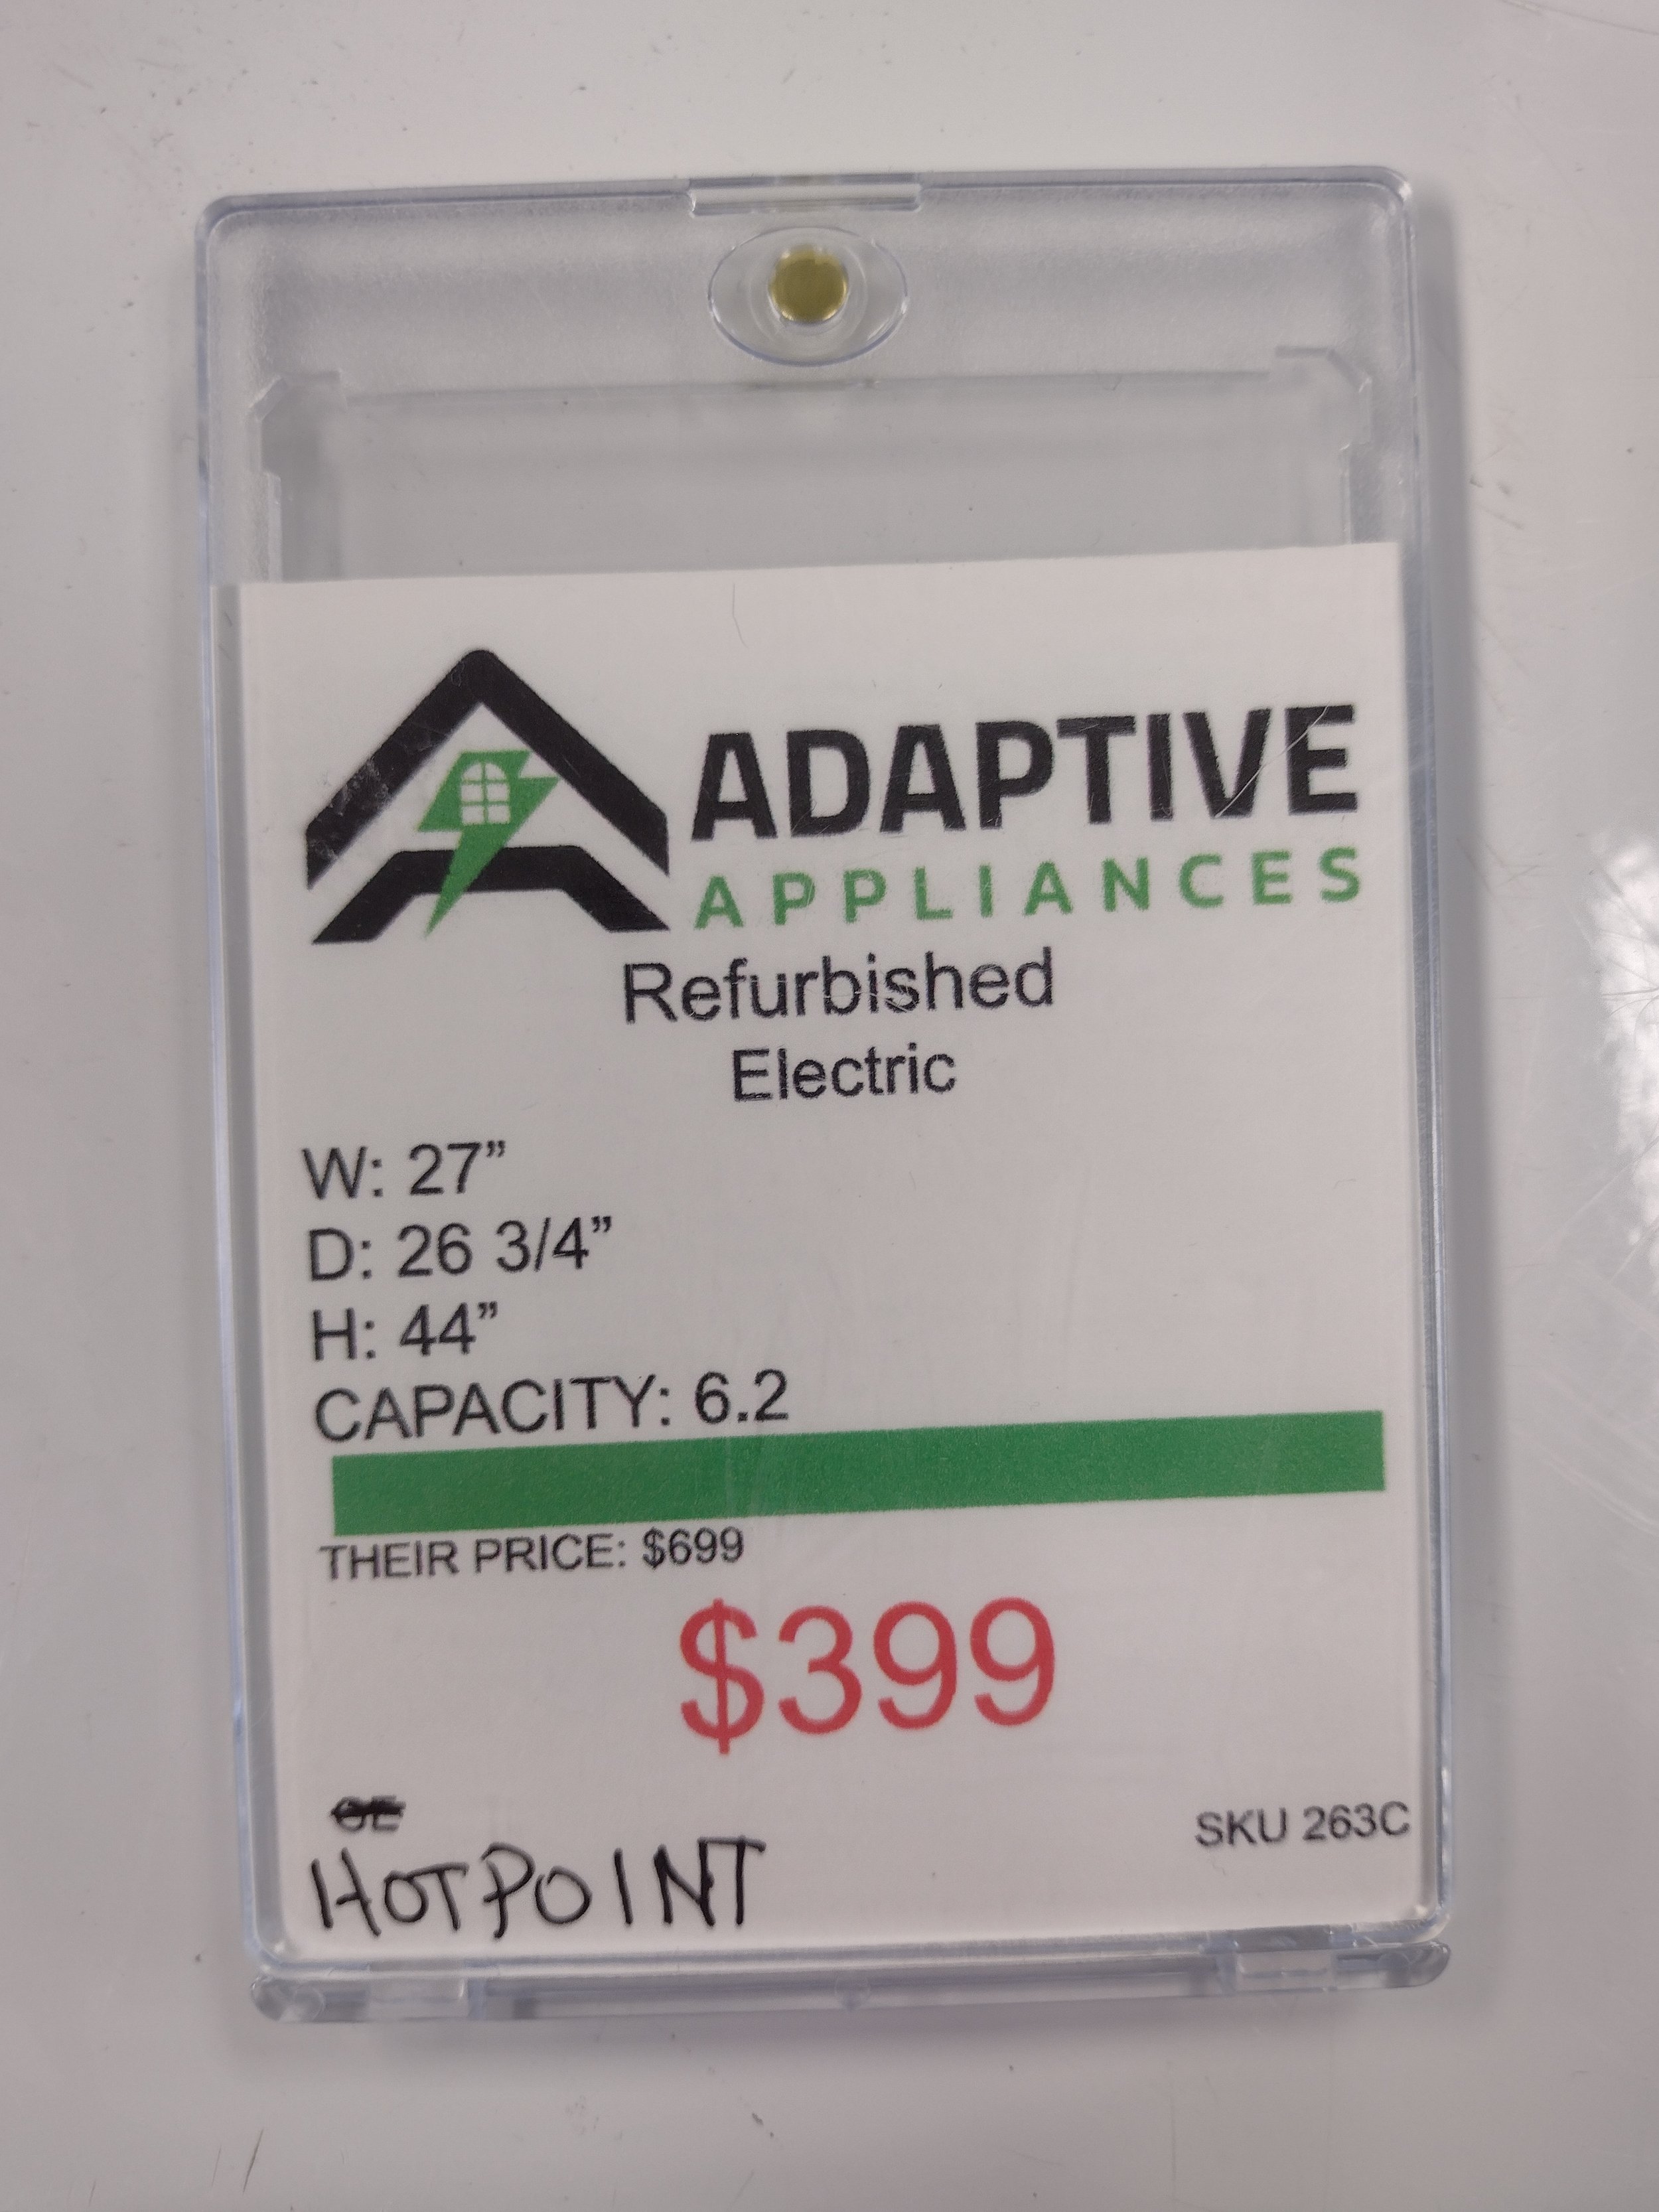 ADAPTIVE
APPLIANCES
Refurbished
Electric
W: 27”
D: 26 3/4”
H: 44”
CAPACITY: 6.2
THEIR PRICE: $699
$399
GE
HOTPOINT
SKU 263C